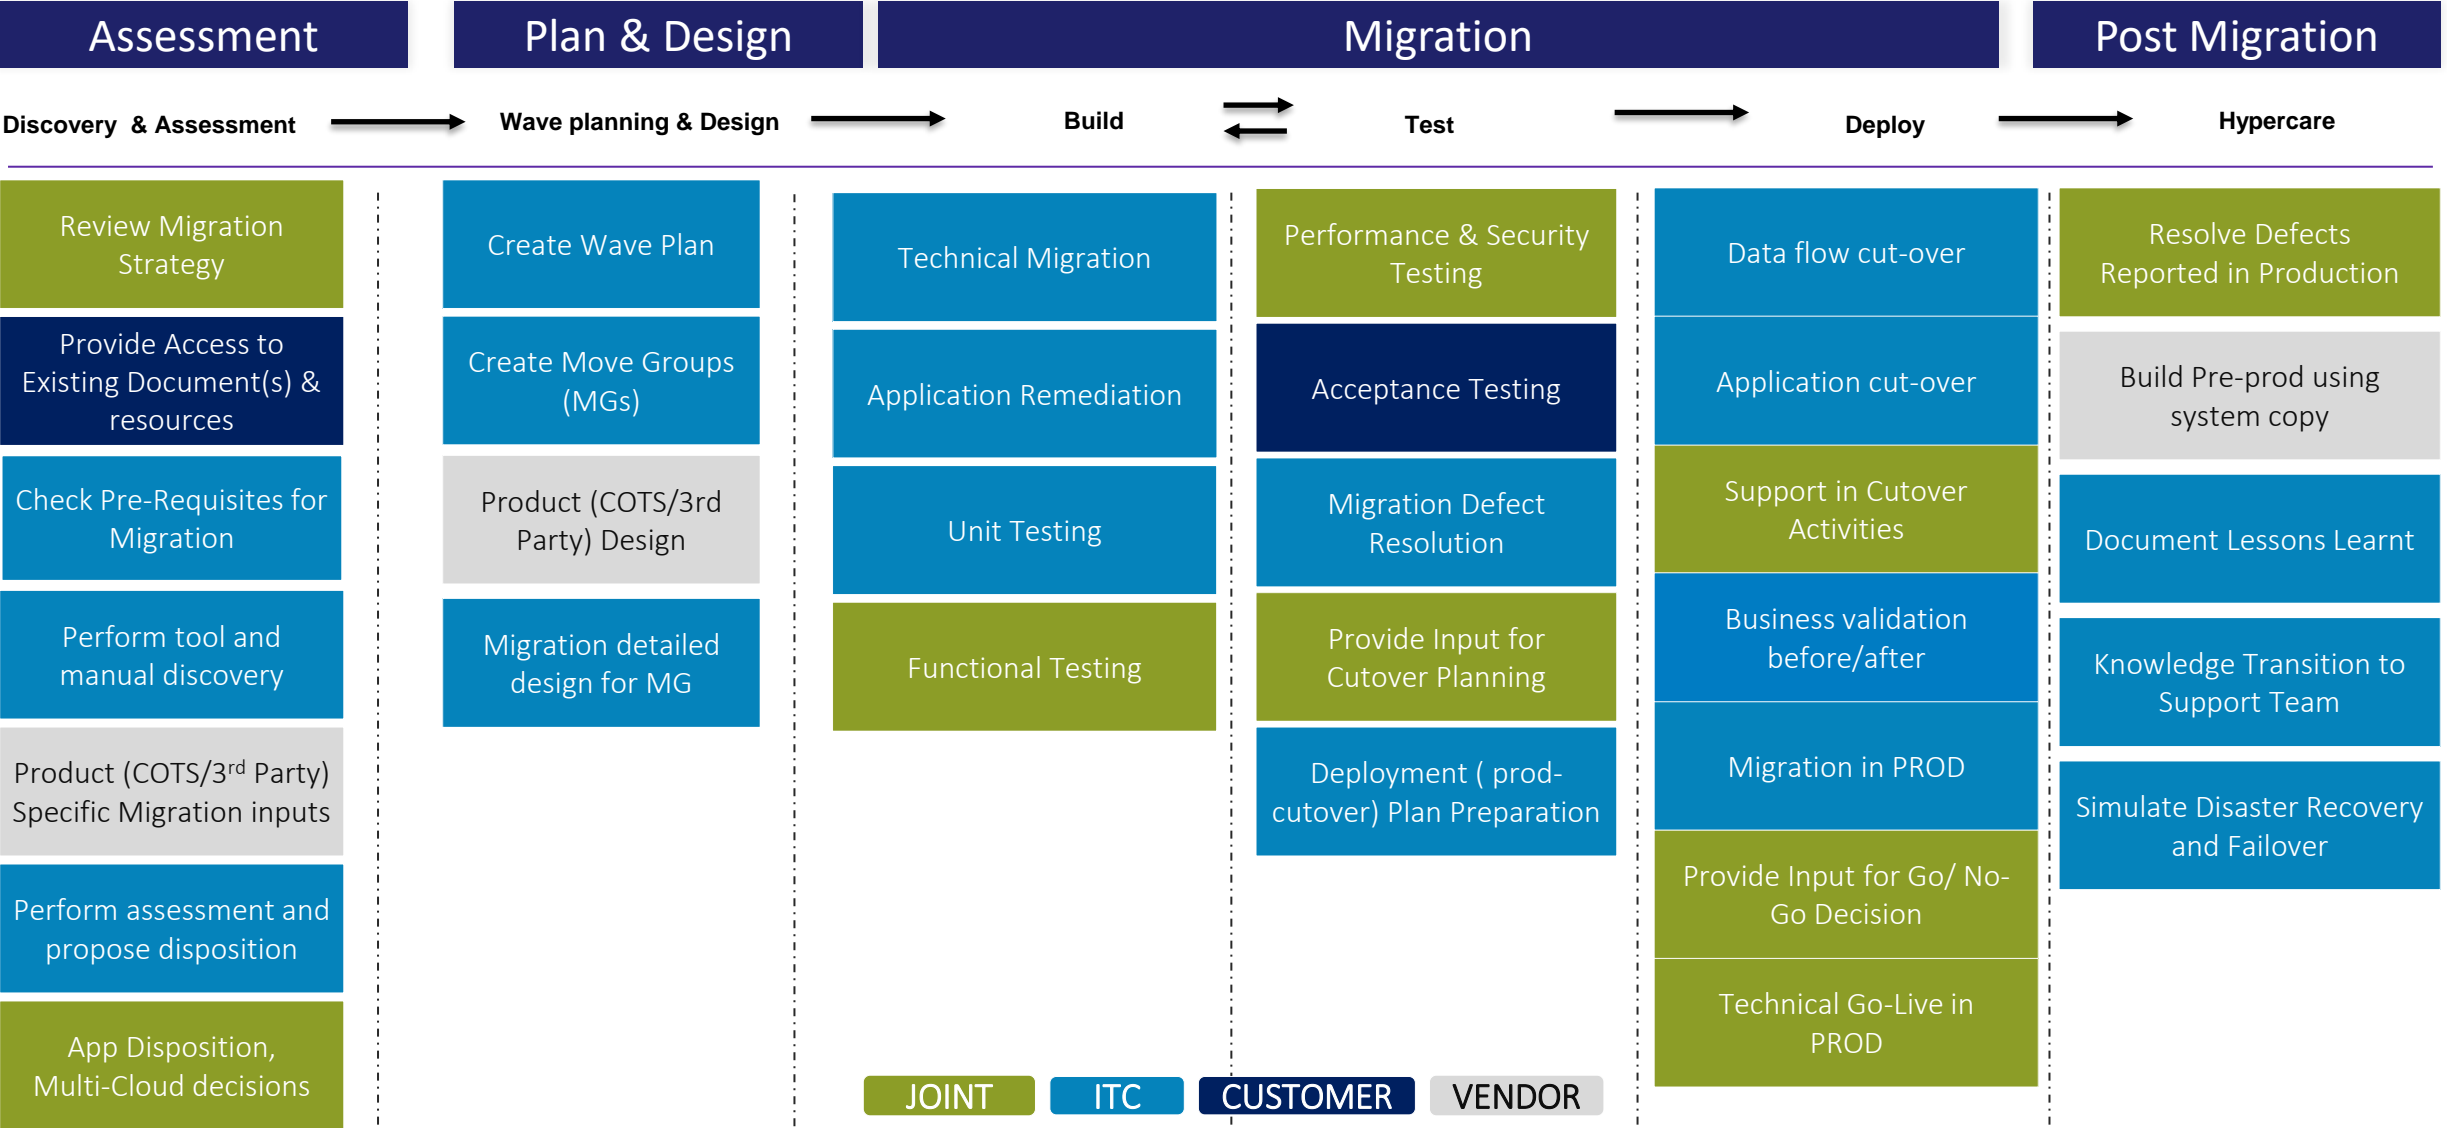 Assessment
Plan & Design
Migration
Post Migration
Discovery & Assessment
Wave planning & Design
Build
Test
Deploy
Hypercare
Review Migration
Strategy
Provide Access to
Existing Document(s) &
resources
Check Pre-Requisites for
Migration
Perform tool and
manual discovery
Product (COTS/3rd Party)
Specific Migration inputs
Perform assessment and
propose disposition
App Disposition,
Multi-Cloud decisions
Create Wave Plan
Create Move Groups
(MGs)
Product (COTS/3rd
Party) Design
Migration detailed
design for MG
Technical Migration
Application Remediation
Unit Testing
Functional Testing
Performance & Security
Testing
Acceptance Testing
Migration Defect
Resolution
Provide Input for
Cutover Planning
Deployment ( prod-
cutover) Plan Preparation
Data flow cut-over
Application cut-over
Support in Cutover
Activities
Business validation
before/after
Migration in PROD
Provide Input for Go/ No-
Go Decision
Technical Go-Live in
PROD
Resolve Defects
Reported in Production
Build Pre-prod using
system copy
Document Lessons Learnt
Knowledge Transition to
Support Team
Simulate Disaster Recovery
and Failover
JOINT
ITC
CUSTOMER
VENDOR